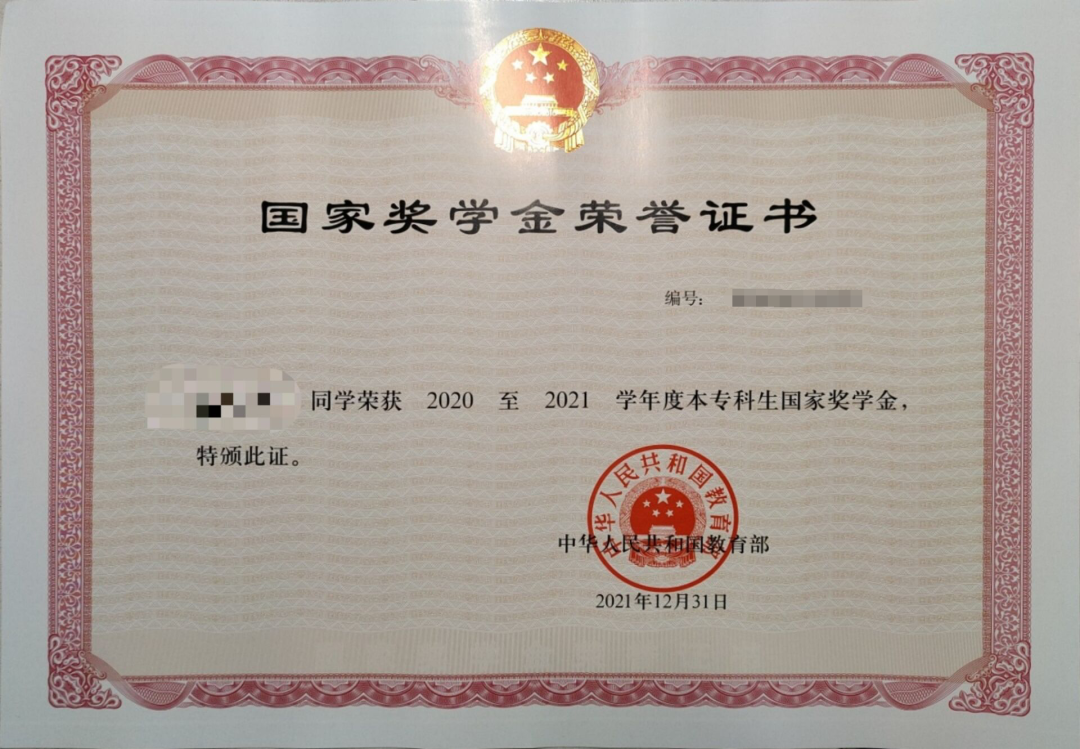 国家奖学金荣誉证书
编号：
同学荣获 2020 至 2021 学年度本专科生国家奖学金，
特颁此证。
中华人民共和国教育部
中华人民共和国教育部
2021年12月31日